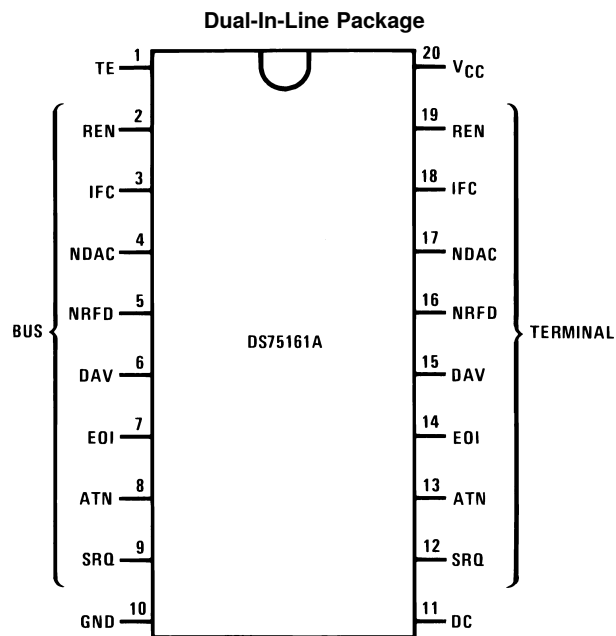 Dual-In-Line Package
TE 1 20 VCC
REN 2 19 REN
IFC 3 18 IFC
NDAC 4 17 NDAC
NRFD 5 16 NRFD
BUS DS75161A TERMINAL
DAV 6 15 DAV
EOI 7 14 EOI
ATN 8 13 ATN
SRQ 9 12 SRQ
GND 10 11 DC